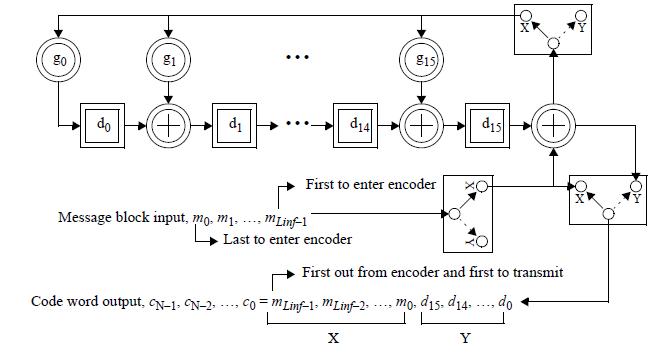 X Y
g0 g1 ••• g15
d0 + d1 ••• d14 + d15 +
First to enter encoder X X Y
Message block input, m0, m1, …, mLinf–1
Last to enter encoder Y
First out from encoder and first to transmit
Code word output, cN–1, cN–2, …, c0 = mLinf–1, mLinf–2, …, m0, d15, d14, …, d0
X Y